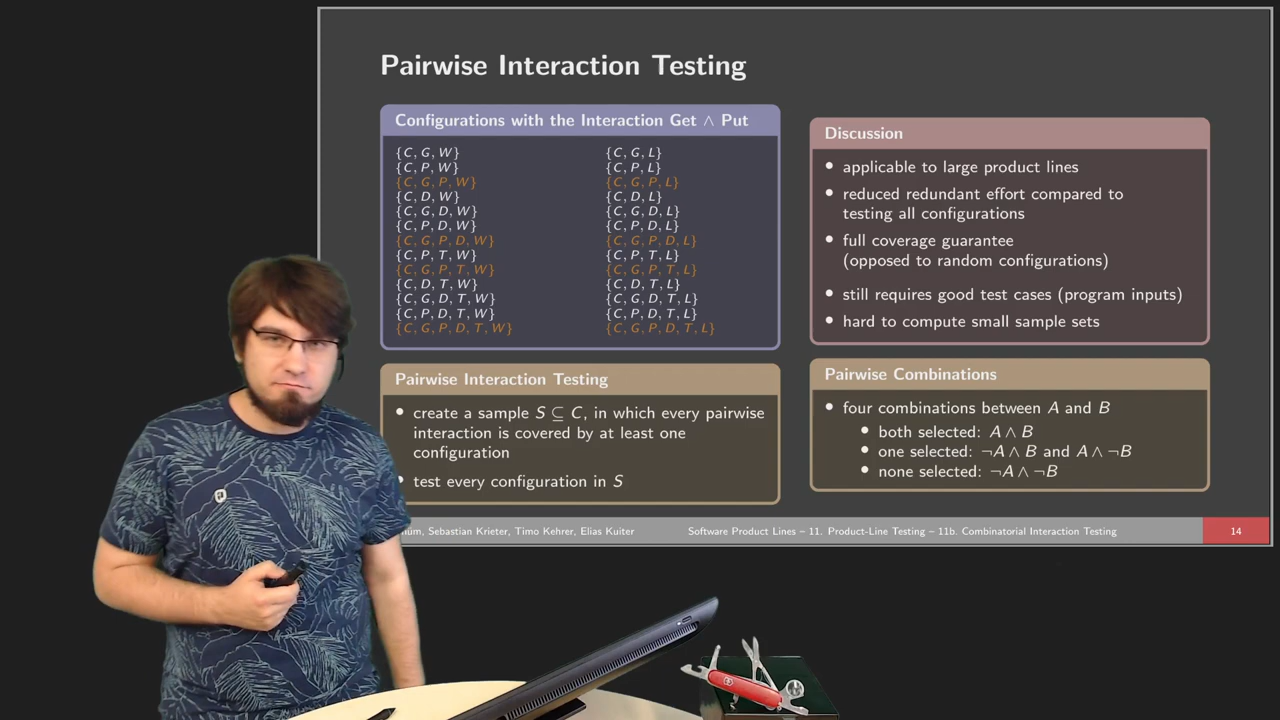 Pairwise Interaction Testing
Configurations with the Interaction Get ∧ Put
{C, G, W}
{C, P, W}
{C, G, P, W}
{C, D, W}
{C, G, D, W}
{C, P, D, W}
{C, G, P, D, W}
{C, P, T, W}
{C, G, P, T, W}
{C, D, T, W}
{C, G, D, T, W}
{C, P, D, T, W}
{C, G, P, D, T, W}
{C, G, L}
{C, P, L}
{C, G, P, L}
{C, D, L}
{C, G, D, L}
{C, P, D, L}
{C, G, P, D, L}
{C, P, T, L}
{C, G, P, T, L}
{C, D, T, L}
{C, G, D, T, L}
{C, P, D, T, L}
{C, G, P, D, T, L}
Pairwise Interaction Testing
• create a sample S ⊆ C, in which every pairwise
interaction is covered by at least one
configuration
• test every configuration in S
Discussion
• applicable to large product lines
• reduced redundant effort compared to
testing all configurations
• full coverage guarantee
(opposed to random configurations)
• still requires good test cases (program inputs)
• hard to compute small sample sets
Pairwise Combinations
• four combinations between A and B
• both selected: A ∧ B
• one selected: ¬A ∧ B and A ∧ ¬B
• none selected: ¬A ∧ ¬B
Sebastian Krieter, Timo Kehrer, Elias Kuiter
Software Product Lines – 11. Product-Line Testing – 11b. Combinatorial Interaction Testing
14